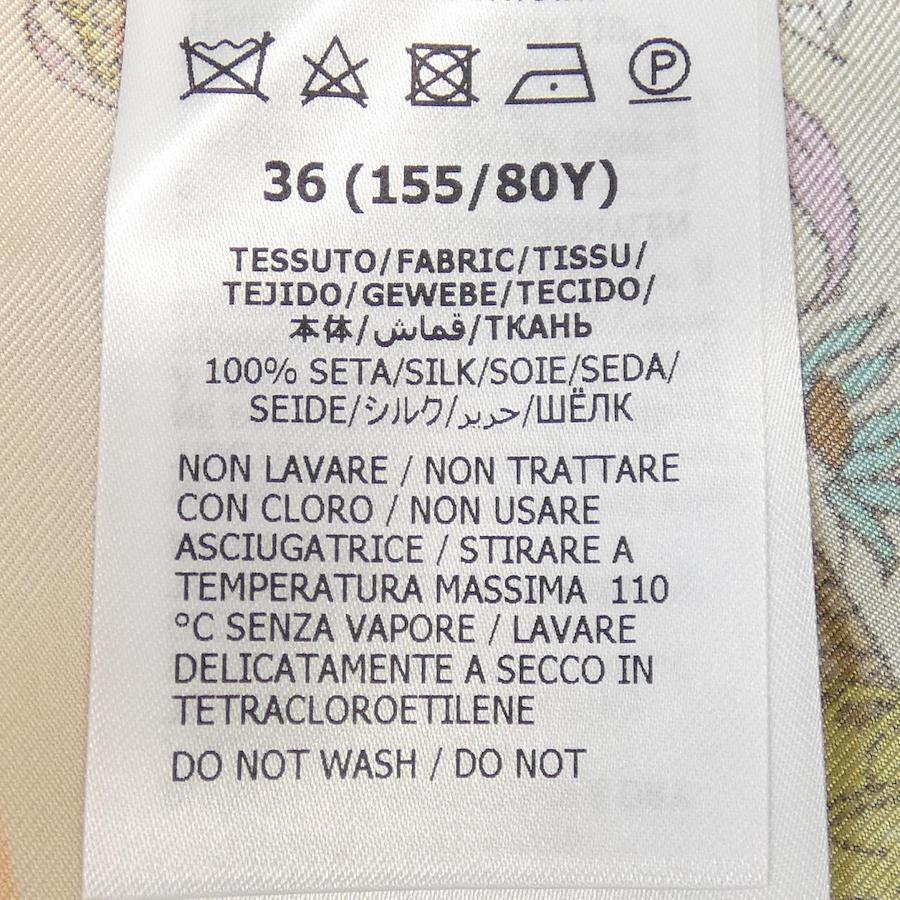 36 (155/80Y)
TESSUTO/FABRIC/TISSU/
TEJIDO/GEWEBE/TECIDO/
本体/قماش/ТКАНЬ
100% SETA/SILK/SOIE/SEDA/
SEIDE/シルク/حرير/ШЁЛК
NON LAVARE / NON TRATTARE
CON CLORO / NON USARE
ASCIUGATRICE / STIRARE A
TEMPERATURA MASSIMA 110
°C SENZA VAPORE / LAVARE
DELICATAMENTE A SECCO IN
TETRACLOROETILENE
DO NOT WASH / DO NOT